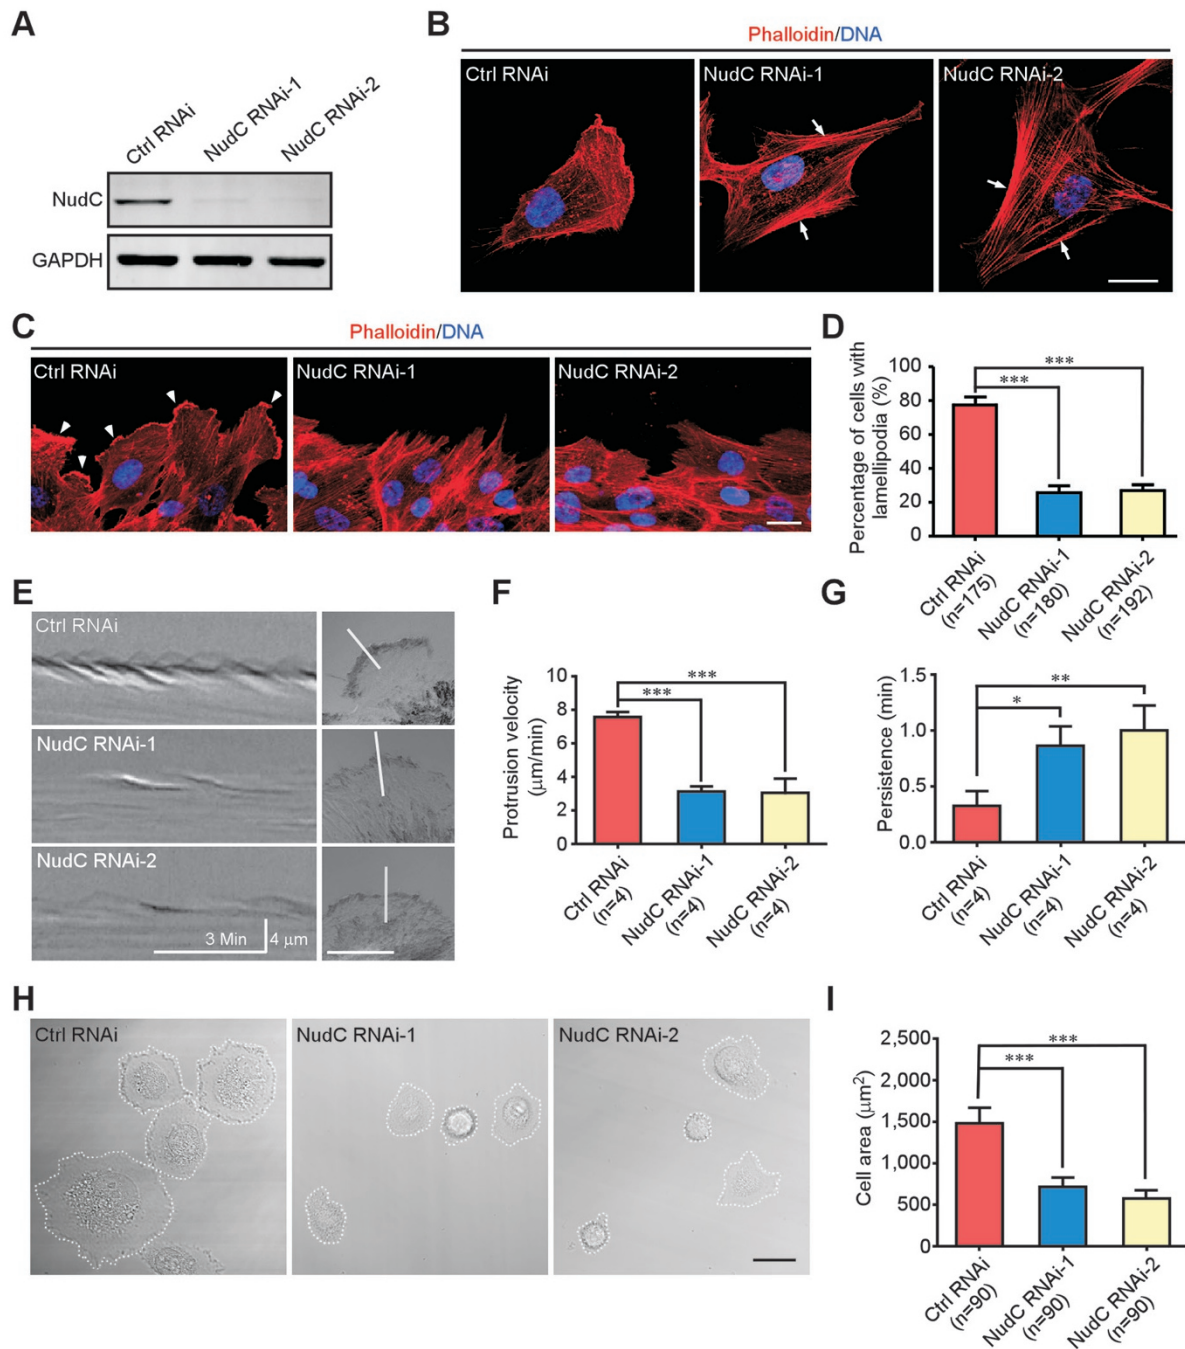 A
Ctrl RNAi
NudC RNAi-1
NudC RNAi-2
NudC
GAPDH
B
Phalloidin/DNA
Ctrl RNAi
NudC RNAi-1
NudC RNAi-2
C
Phalloidin/DNA
Ctrl RNAi
NudC RNAi-1
NudC RNAi-2
D
Percentage of cells with
lamellipodia (%)
100
80
60
40
20
0
***
***
Ctrl RNAi
(n=175)
NudC RNAi-1
(n=180)
NudC RNAi-2
(n=192)
E
Ctrl RNAi
NudC RNAi-1
NudC RNAi-2
3 Min
4 μm
F
Protrusion velocity
(μm/min)
10
8
6
4
2
0
***
***
Ctrl RNAi
(n=4)
NudC RNAi-1
(n=4)
NudC RNAi-2
(n=4)
G
Persistence (min)
1.5
1.0
0.5
0.0
**
*
Ctrl RNAi
(n=4)
NudC RNAi-1
(n=4)
NudC RNAi-2
(n=4)
H
Ctrl RNAi
NudC RNAi-1
NudC RNAi-2
I
Cell area (μm²)
2,500
2,000
1,500
1,000
500
0
***
***
Ctrl RNAi
(n=90)
NudC RNAi-1
(n=90)
NudC RNAi-2
(n=90)